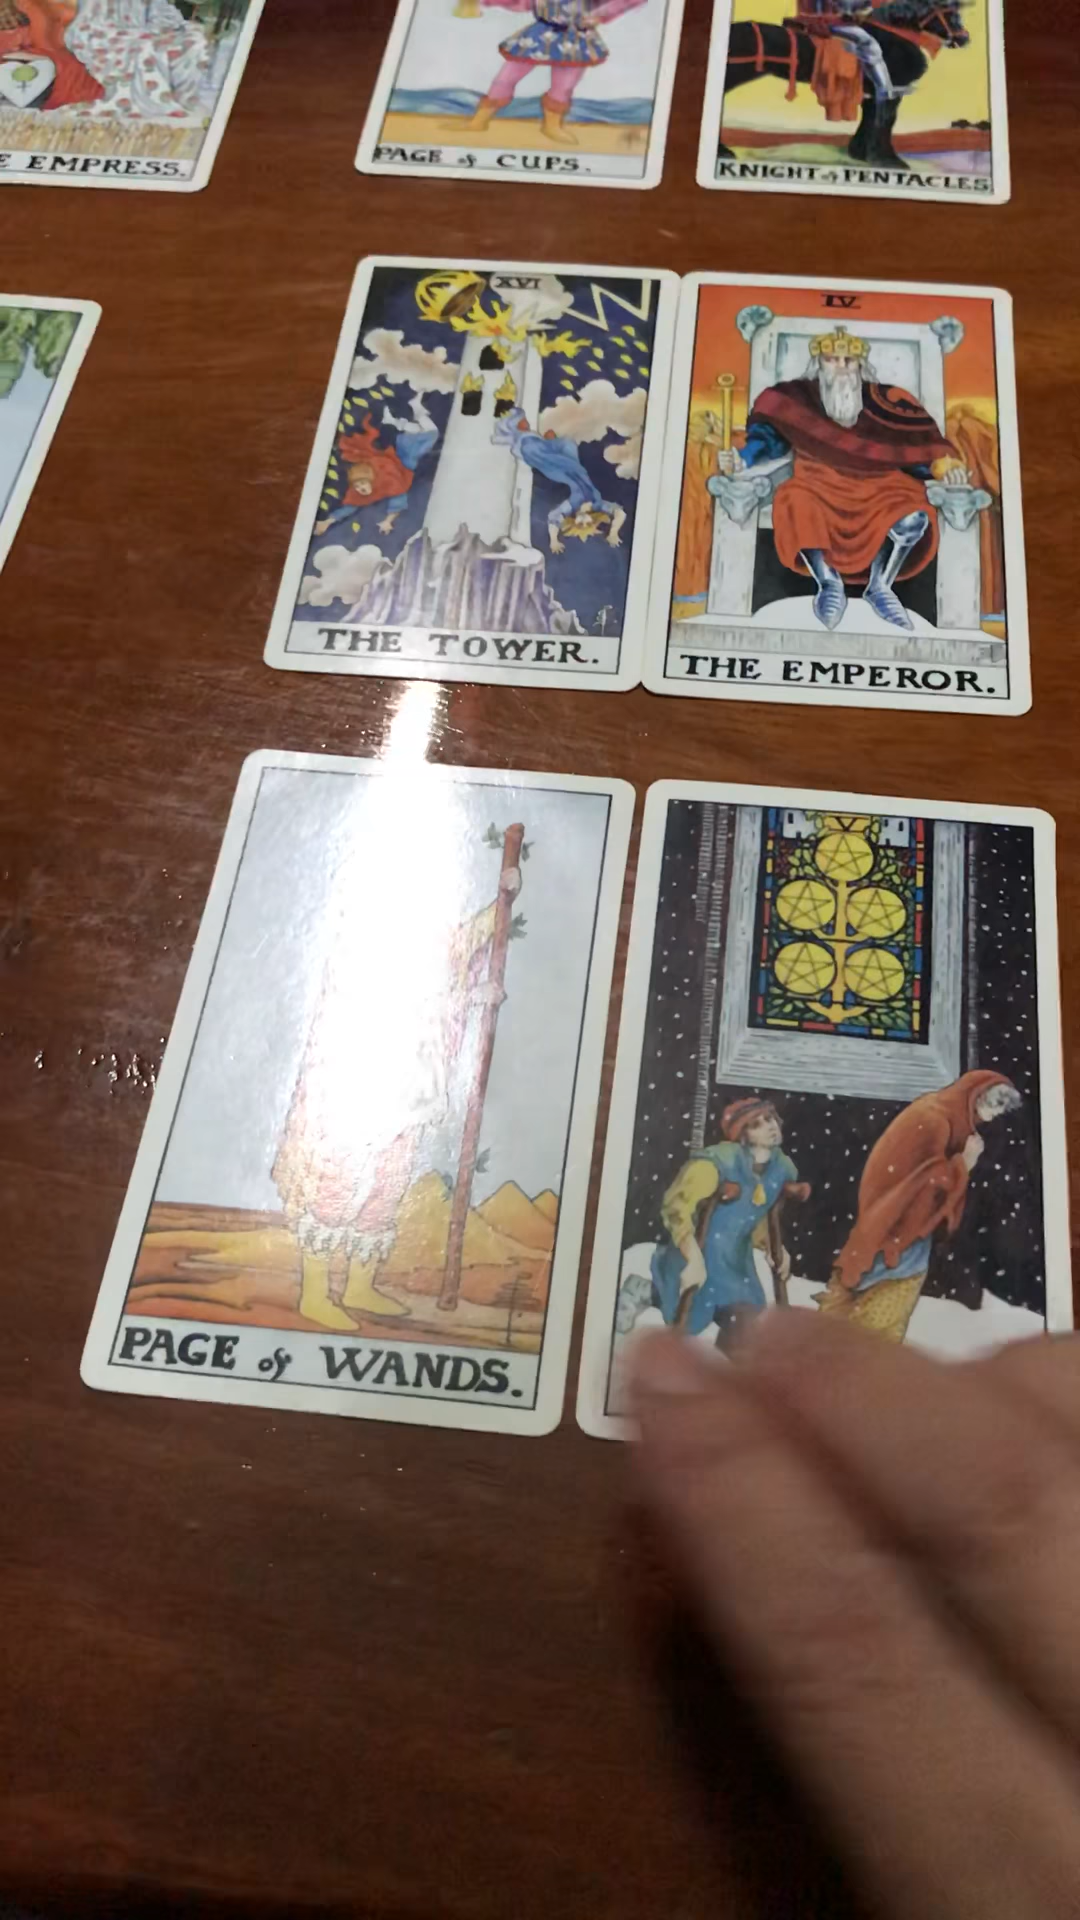 E EMPRESS.
PAGE of CUPS.
KNIGHT of PENTACLES
XVI
THE TOWER.
IV
THE EMPEROR.
PAGE of WANDS.
V